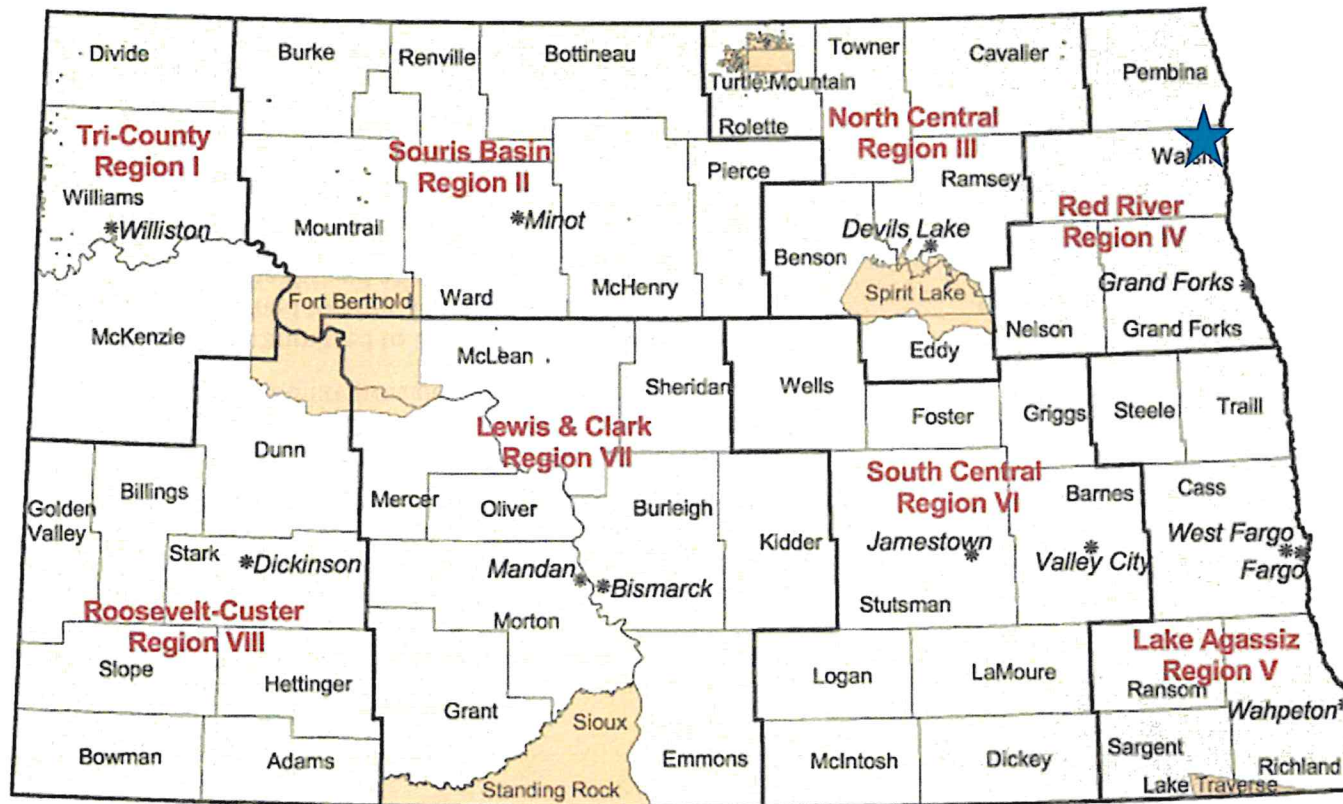 Divide
Burke
Renville
Bottineau
Towner
Cavalier
Pembina
Turtle Mountain
Rolette
Tri-County
Region I
Souris Basin
Region II
North Central
Region III
Walsh
Pierce
Ramsey
Williams
Williston
Mountrail
Minot
Devils Lake
Red River
Region IV
Benson
Grand Forks
Fort Berthold
Ward
McHenry
Spirit Lake
McKenzie
Nelson
Grand Forks
McLean
Eddy
Sheridan
Wells
Foster
Griggs
Steele
Traill
Dunn
Lewis & Clark
Region VII
South Central
Region VI
Golden
Valley
Billings
Mercer
Oliver
Burleigh
Barnes
Cass
Stark
Dickinson
Kidder
Jamestown
Valley City
West Fargo
Fargo
Mandan
Bismarck
Stutsman
Roosevelt-Custer
Region VIII
Morton
Lake Agassiz
Region V
Slope
Hettinger
Logan
LaMoure
Ransom
Grant
Sioux
Wahpeton
Bowman
Adams
Emmons
McIntosh
Dickey
Sargent
Richland
Lake Traverse
Standing Rock